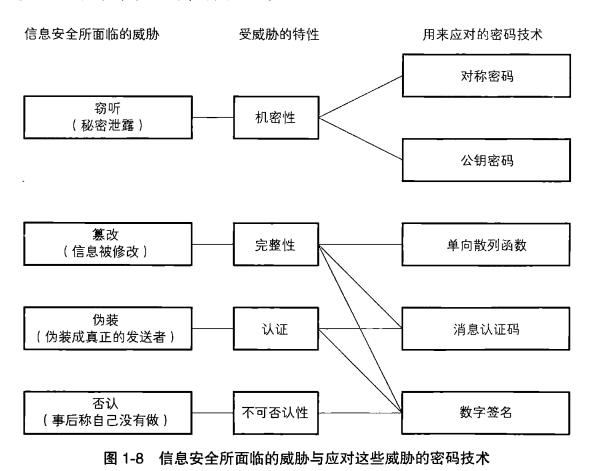 信息安全所面临的威胁 受威胁的特性 用来应对的密码技术
对称密码
窃听
（秘密泄露）
机密性
公钥密码
篡改
（信息被修改）
完整性
单向散列函数
伪装
（伪装成真正的发送者）
认证
消息认证码
否认
（事后称自己没有做）
不可否认性
数字签名
图 1-8 信息安全所面临的威胁与应对这些威胁的密码技术